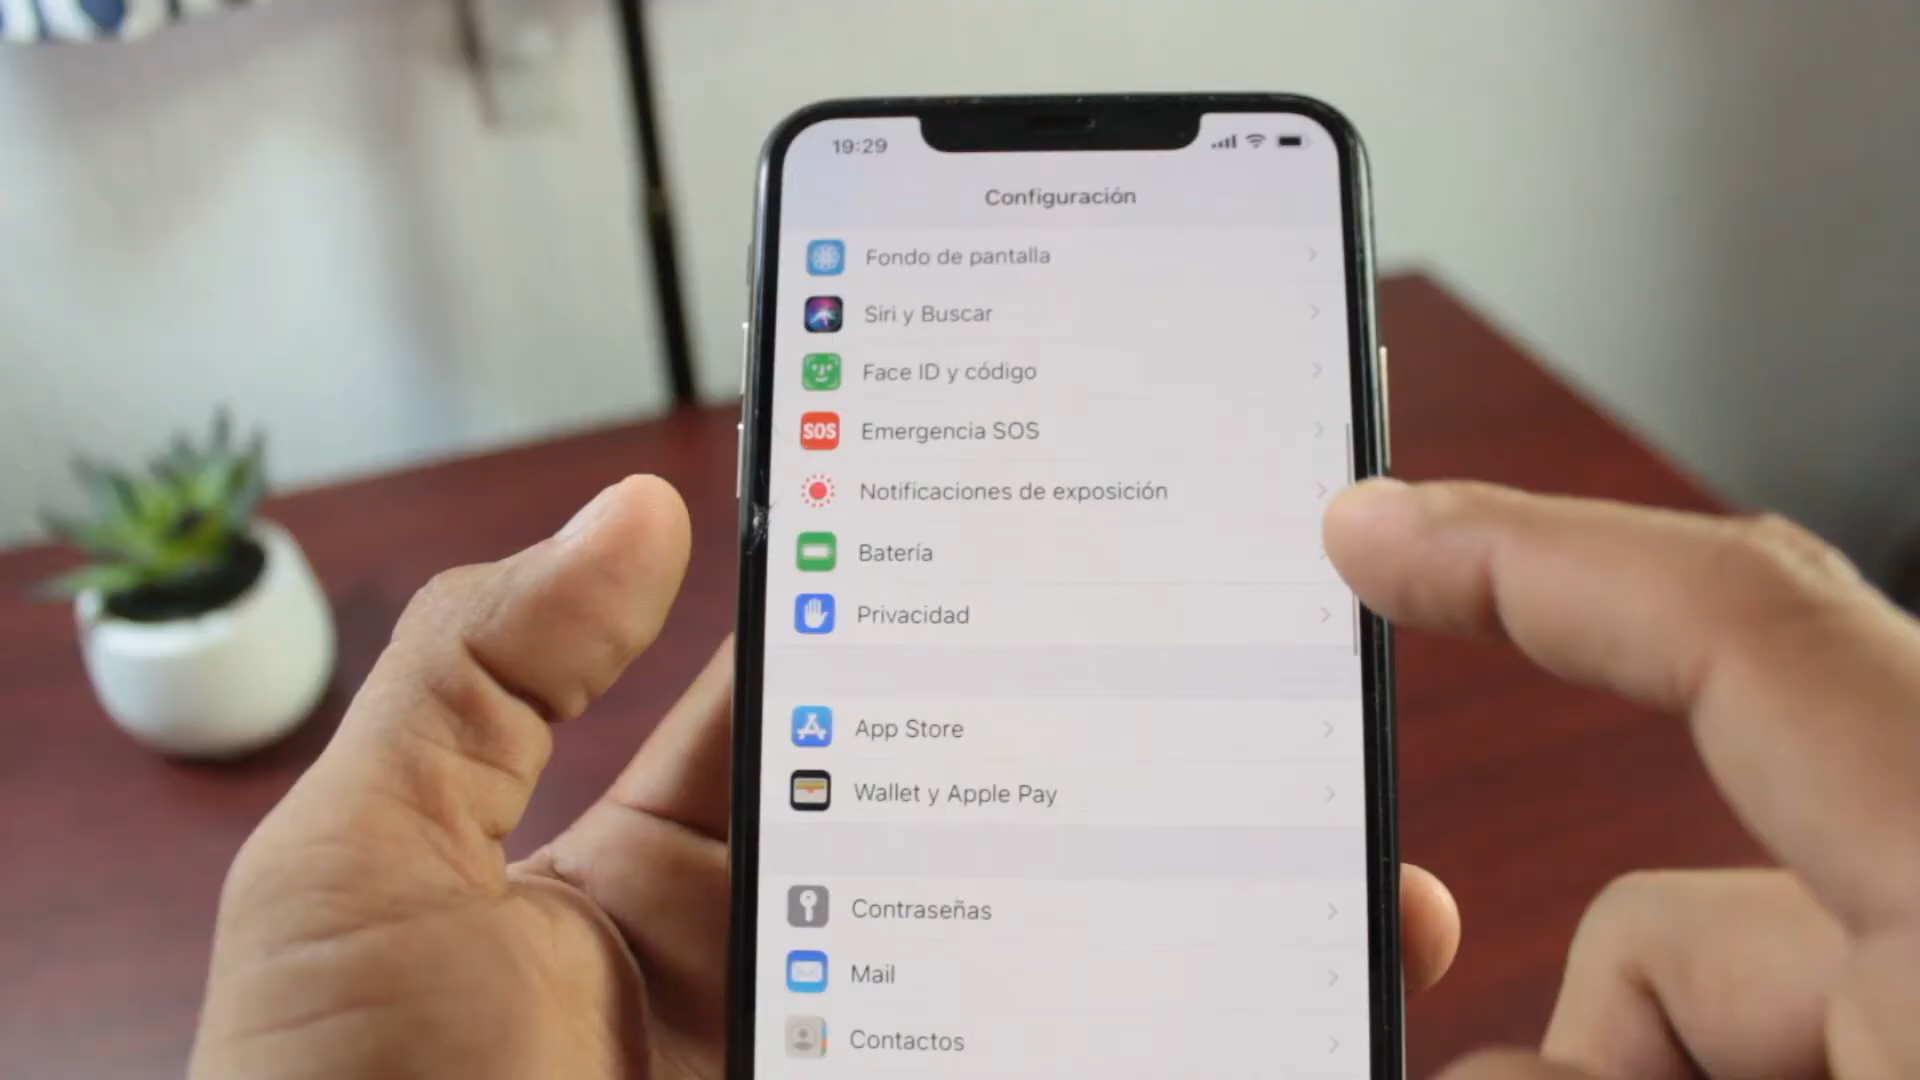 19:29
Configuración
Fondo de pantalla
Siri y Buscar
Face ID y código
SOS Emergencia SOS
Notificaciones de exposición
Batería
Privacidad
App Store
Wallet y Apple Pay
Contraseñas
Mail
Contactos